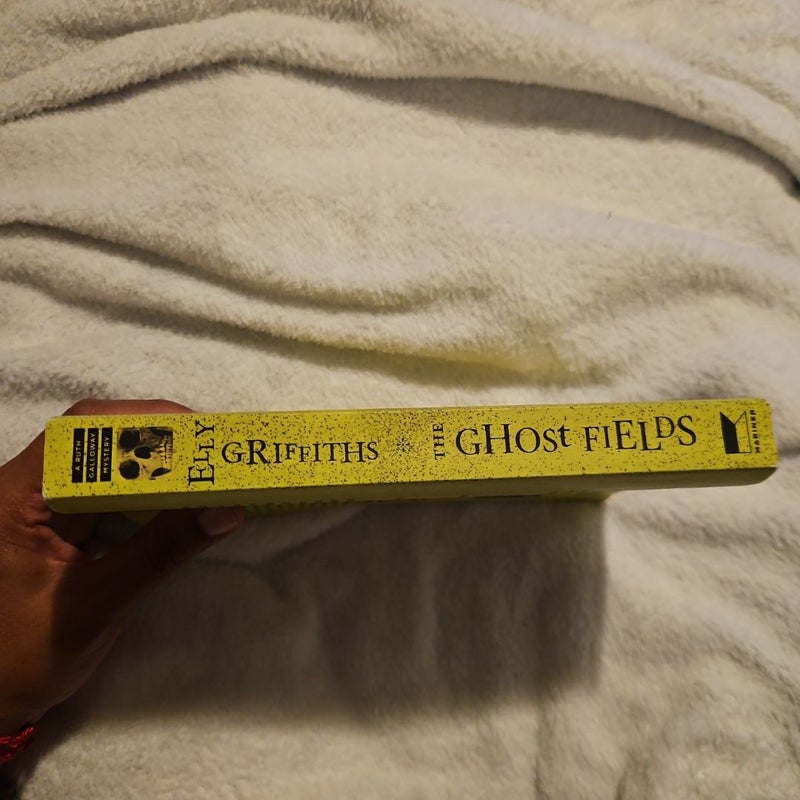 A RUTH
GALLOWAY
MYSTERY
ELLY
GRIFFITHS
THE
GHOST FIELDS
MARINER